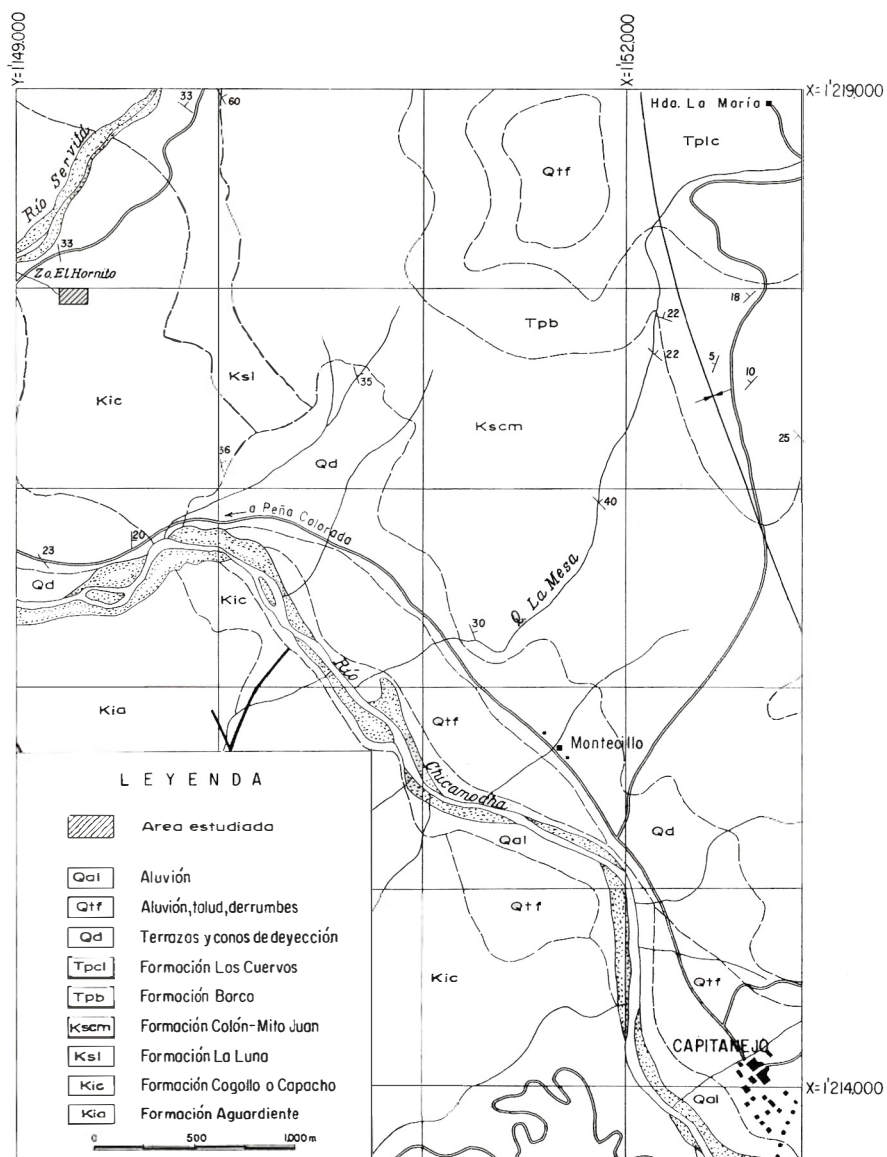 Y=1'149.000
X=1'152.000
X=1'219.000
Hda. La María
Tplc
33
60
Qtf
Río Servitá
33
Zo. El Hornito
18
Tpb
22
22
5
10
35
Ksl
Kic
Kscm
25
36
Qd
40
a Peña Colorada
20
23
Qd
Kic
Q. La Mesa
30
Río
Kia
Qtf
Montecillo
Chicamocha
Qal
Qd
Qtf
Kic
Qtf
CAPITANEJO
X=1'214.000
Qal
LEYENDA
Area estudiada
Qal Aluvión
Qtf Aluvión, talud, derrumbes
Qd Terrazas y conos de deyección
Tpcl Formación Los Cuervos
Tpb Formación Barco
Kscm Formación Colón-Mito Juan
Ksl Formación La Luna
Kic Formación Cogollo o Capacho
Kia Formación Aguardiente
0 500 1.000 m